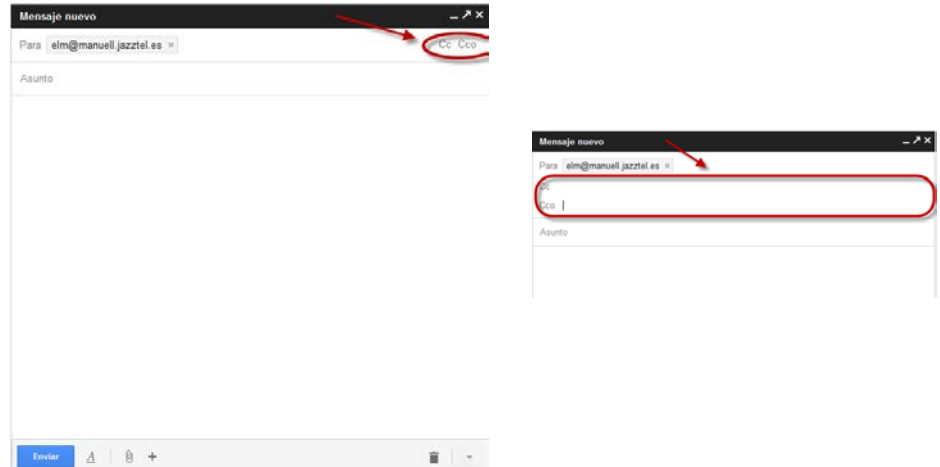 Mensaje nuevo
Para elm@manuell.jazztel.es ×
Cc Cco
Asunto
Enviar A
Mensaje nuevo
Para elm@manuell.jazztel.es ×
Cco
Asunto